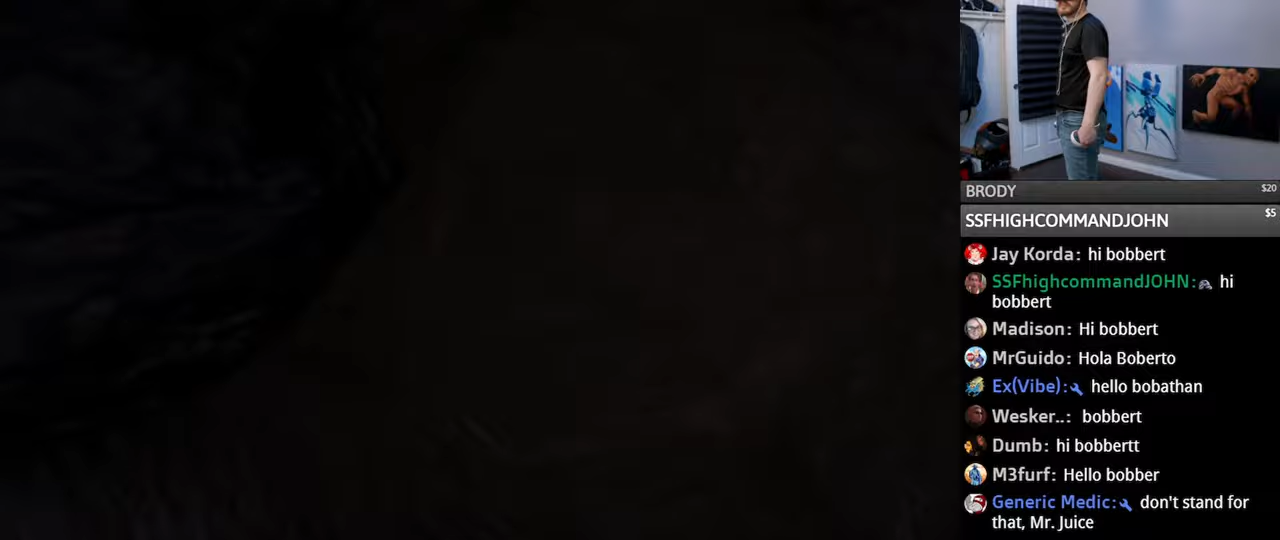 BRODY $20
SSFHIGHCOMMANDJOHN $5
Jay Korda: hi bobbert
SSFhighcommandJOHN: hi
bobbert
Madison: Hi bobbert
MrGuido: Hola Boberto
Ex(Vibe): hello bobathan
Wesker..: bobbert
Dumb: hi bobbertt
M3furf: Hello bobber
Generic Medic: don't stand for
that, Mr. Juice